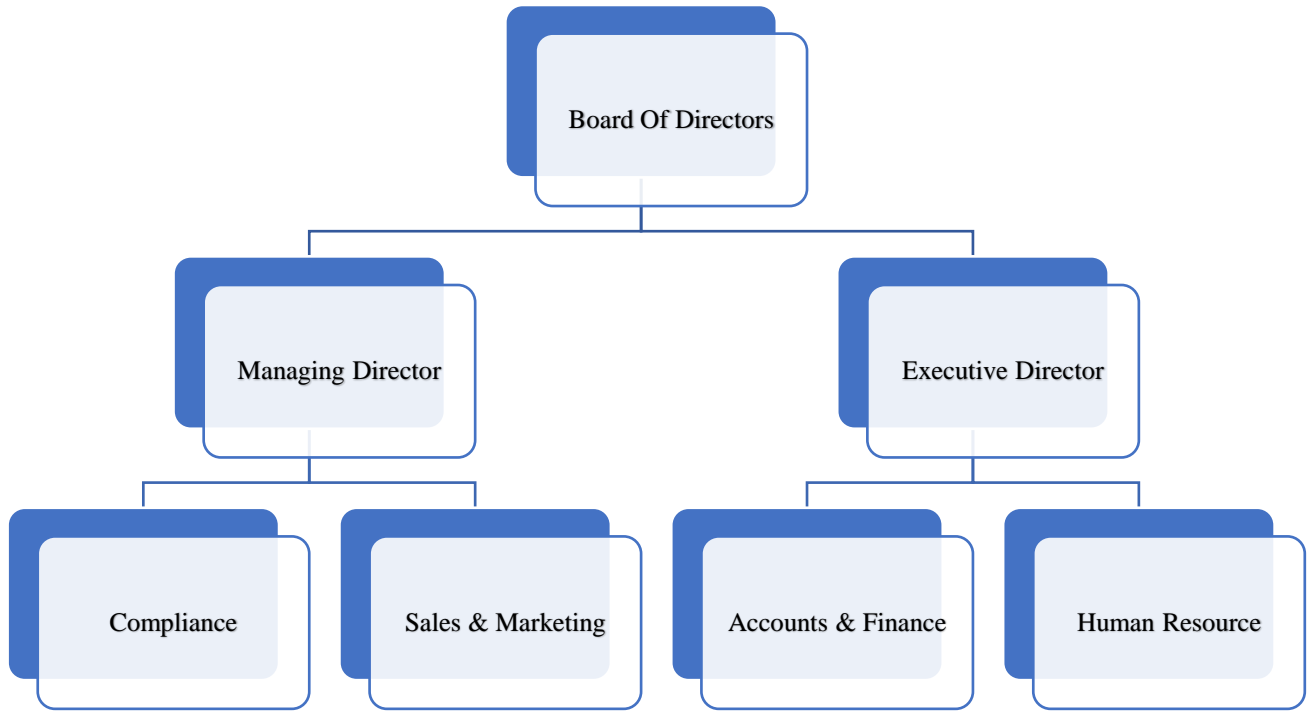 Board Of Directors
Managing Director
Executive Director
Compliance
Sales & Marketing
Accounts & Finance
Human Resource